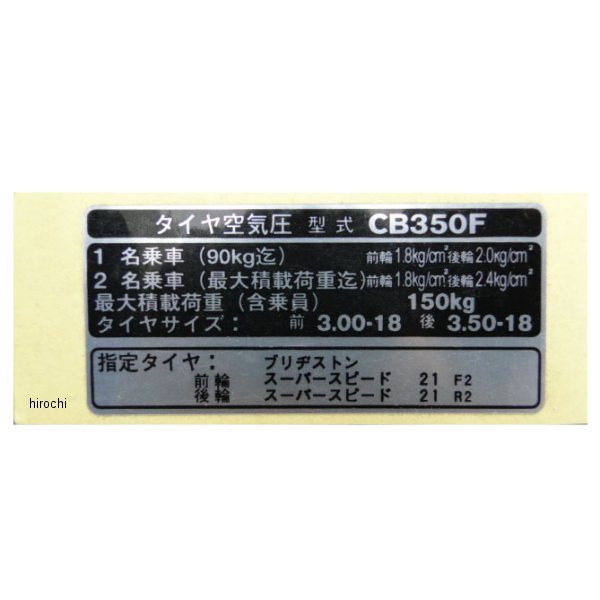 タイヤ空気圧 型式 CB350F
1 名乗車 (90kg迄) 前輪1.8kg/cm² 後輪2.0kg/cm²
2 名乗車 (最大積載荷重迄) 前輪1.8kg/cm² 後輪2.4kg/cm²
最大積載荷重 (含乗員) 150kg
タイヤサイズ: 前 3.00-18 後 3.50-18
指定タイヤ: ブリヂストン
前輪 スーパースピード 21 F2
後輪 スーパースピード 21 R2
hirochi